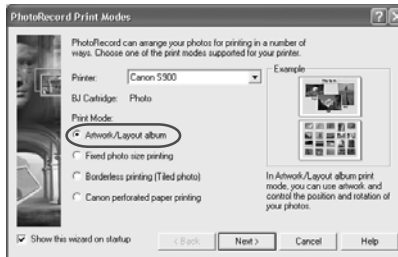 PhotoRecord Print Modes
PhotoRecord can arrange your photos for printing in a number of
ways. Choose one of the print modes supported for your printer.
Printer:
Canon S900
BJ Cartridge:
Photo
Print Mode:
Artwork/Layout album
Fixed photo size printing
Borderless printing (Tiled photo)
Canon perforated paper printing
Example
In Artwork/Layout album print
mode, you can use artwork and
control the position and rotation of
your photos.
Show this wizard on startup
< Back
Next >
Cancel
Help